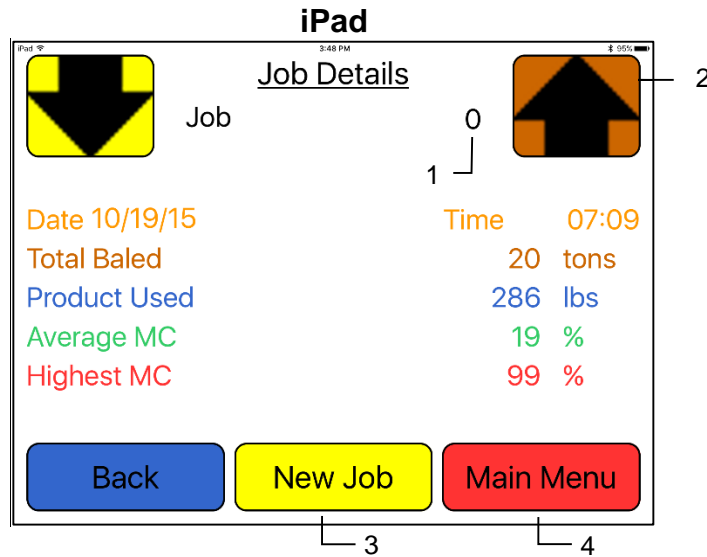 iPad
iPad 3:48 PM 95%
Job Details
2
Job 0
1
Date 10/19/15 Time 07:09
Total Baled 20 tons
Product Used 286 lbs
Average MC 19 %
Highest MC 99 %
Back New Job Main Menu
3 4